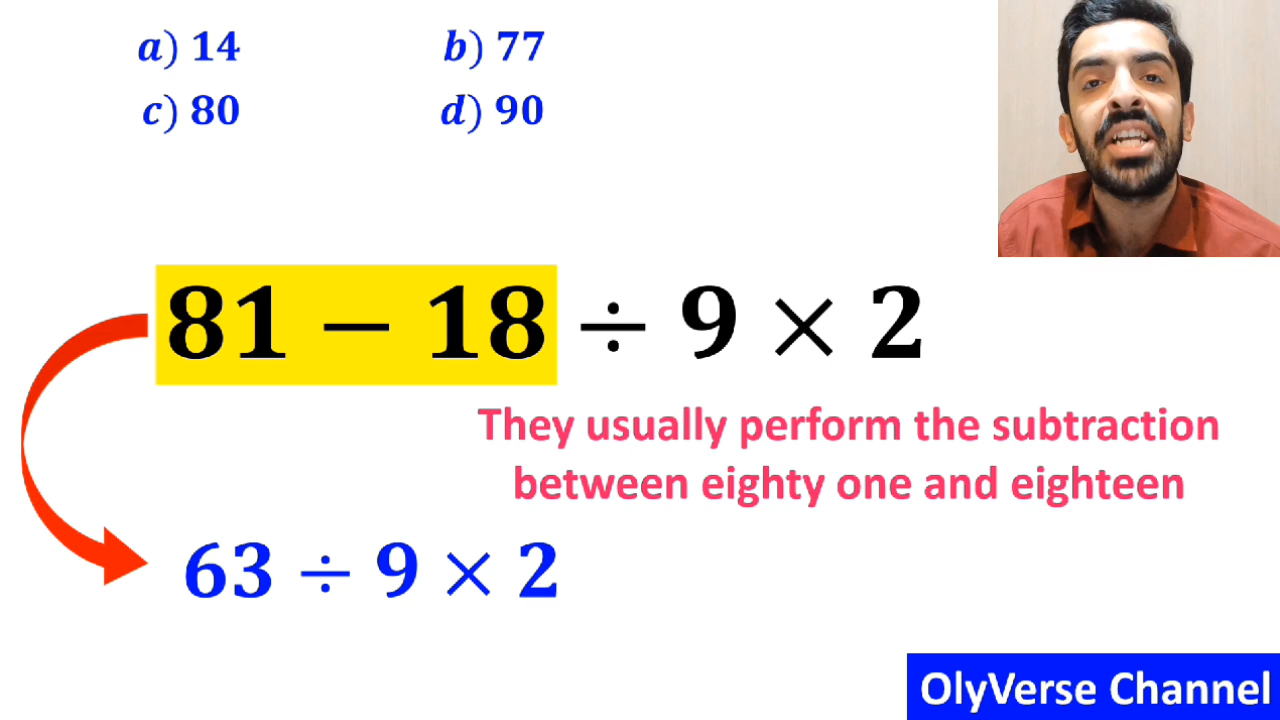 a) 14 b) 77
c) 80 d) 90
81 − 18 ÷ 9 × 2
They usually perform the subtraction
between eighty one and eighteen
63 ÷ 9 × 2
OlyVerse Channel